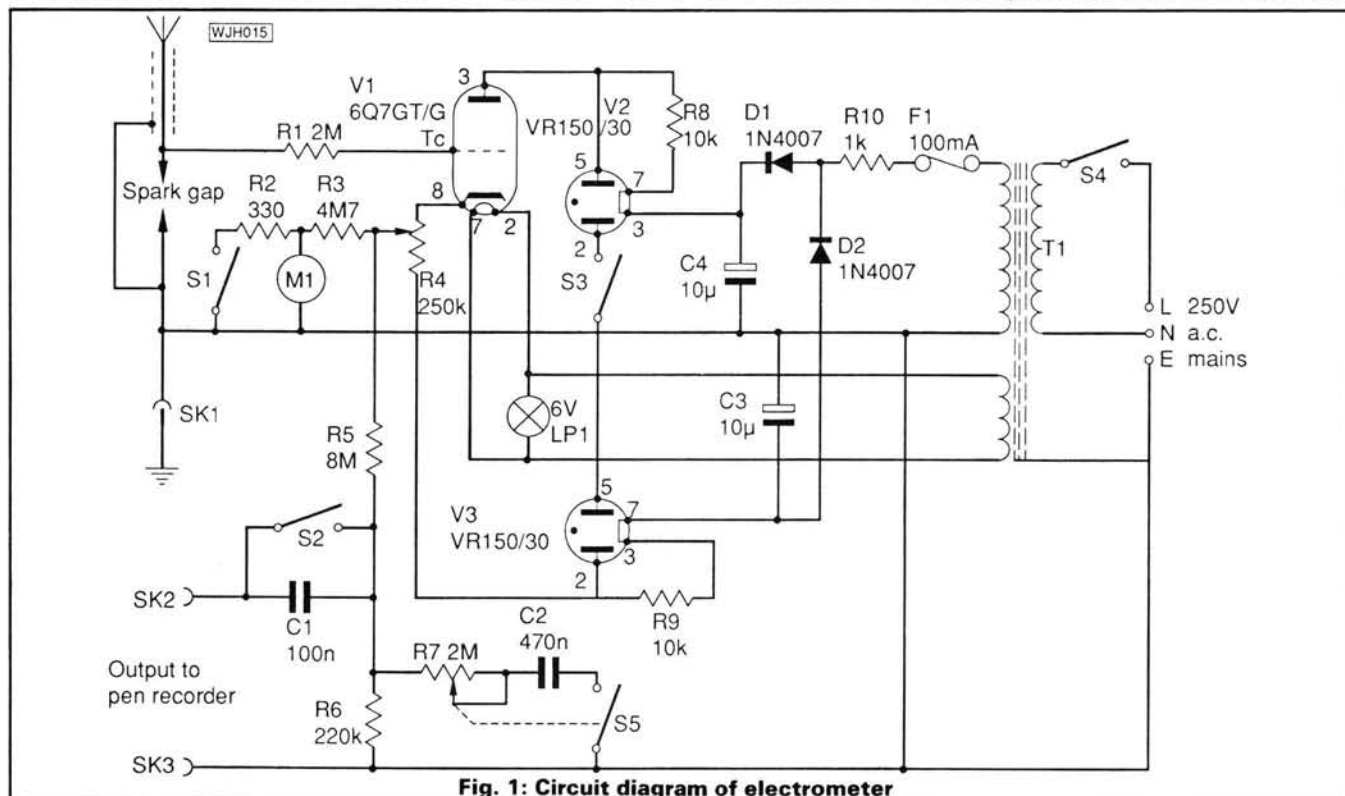 WJH015
V1
6Q7GT/G
Tc
3
8
7
2
R1 2M
Spark gap
R2
330
R3
4M7
S1
M1
R4
250k
SK1
V2
VR150/30
5
7
3
2
R8
10k
S3
D1
1N4007
R10
1k
F1
100mA
S4
D2
1N4007
C4
10µ
T1
L 250V
N a.c.
E mains
6V
LP1
C3
10µ
R5
8M
V3
VR150/30
5
7
3
2
S2
SK2
C1
100n
R9
10k
C2
470n
R7 2M
Output to
pen recorder
R6
220k
S5
SK3
Fig. 1: Circuit diagram of electrometer